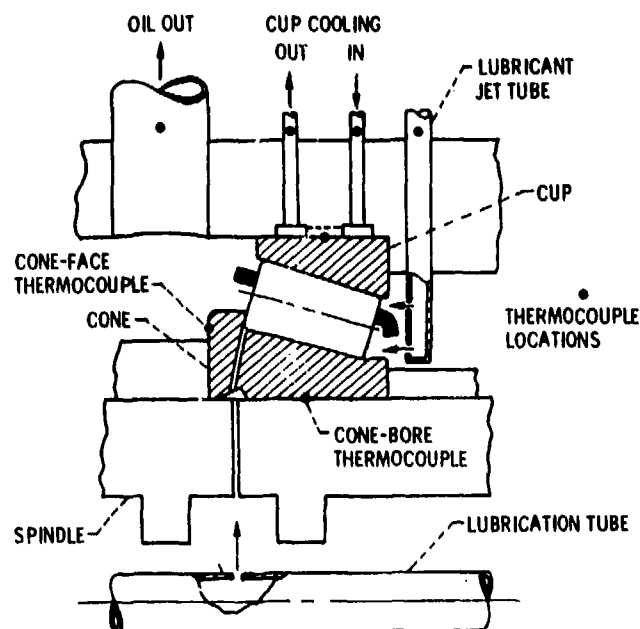 OIL OUT
CUP COOLING
OUT IN
LUBRICANT
JET TUBE
CUP
CONE-FACE
THERMOCOUPLE
CONE
THERMOCOUPLE
LOCATIONS
CONE-BORE
THERMOCOUPLE
SPINDLE
LUBRICATION TUBE